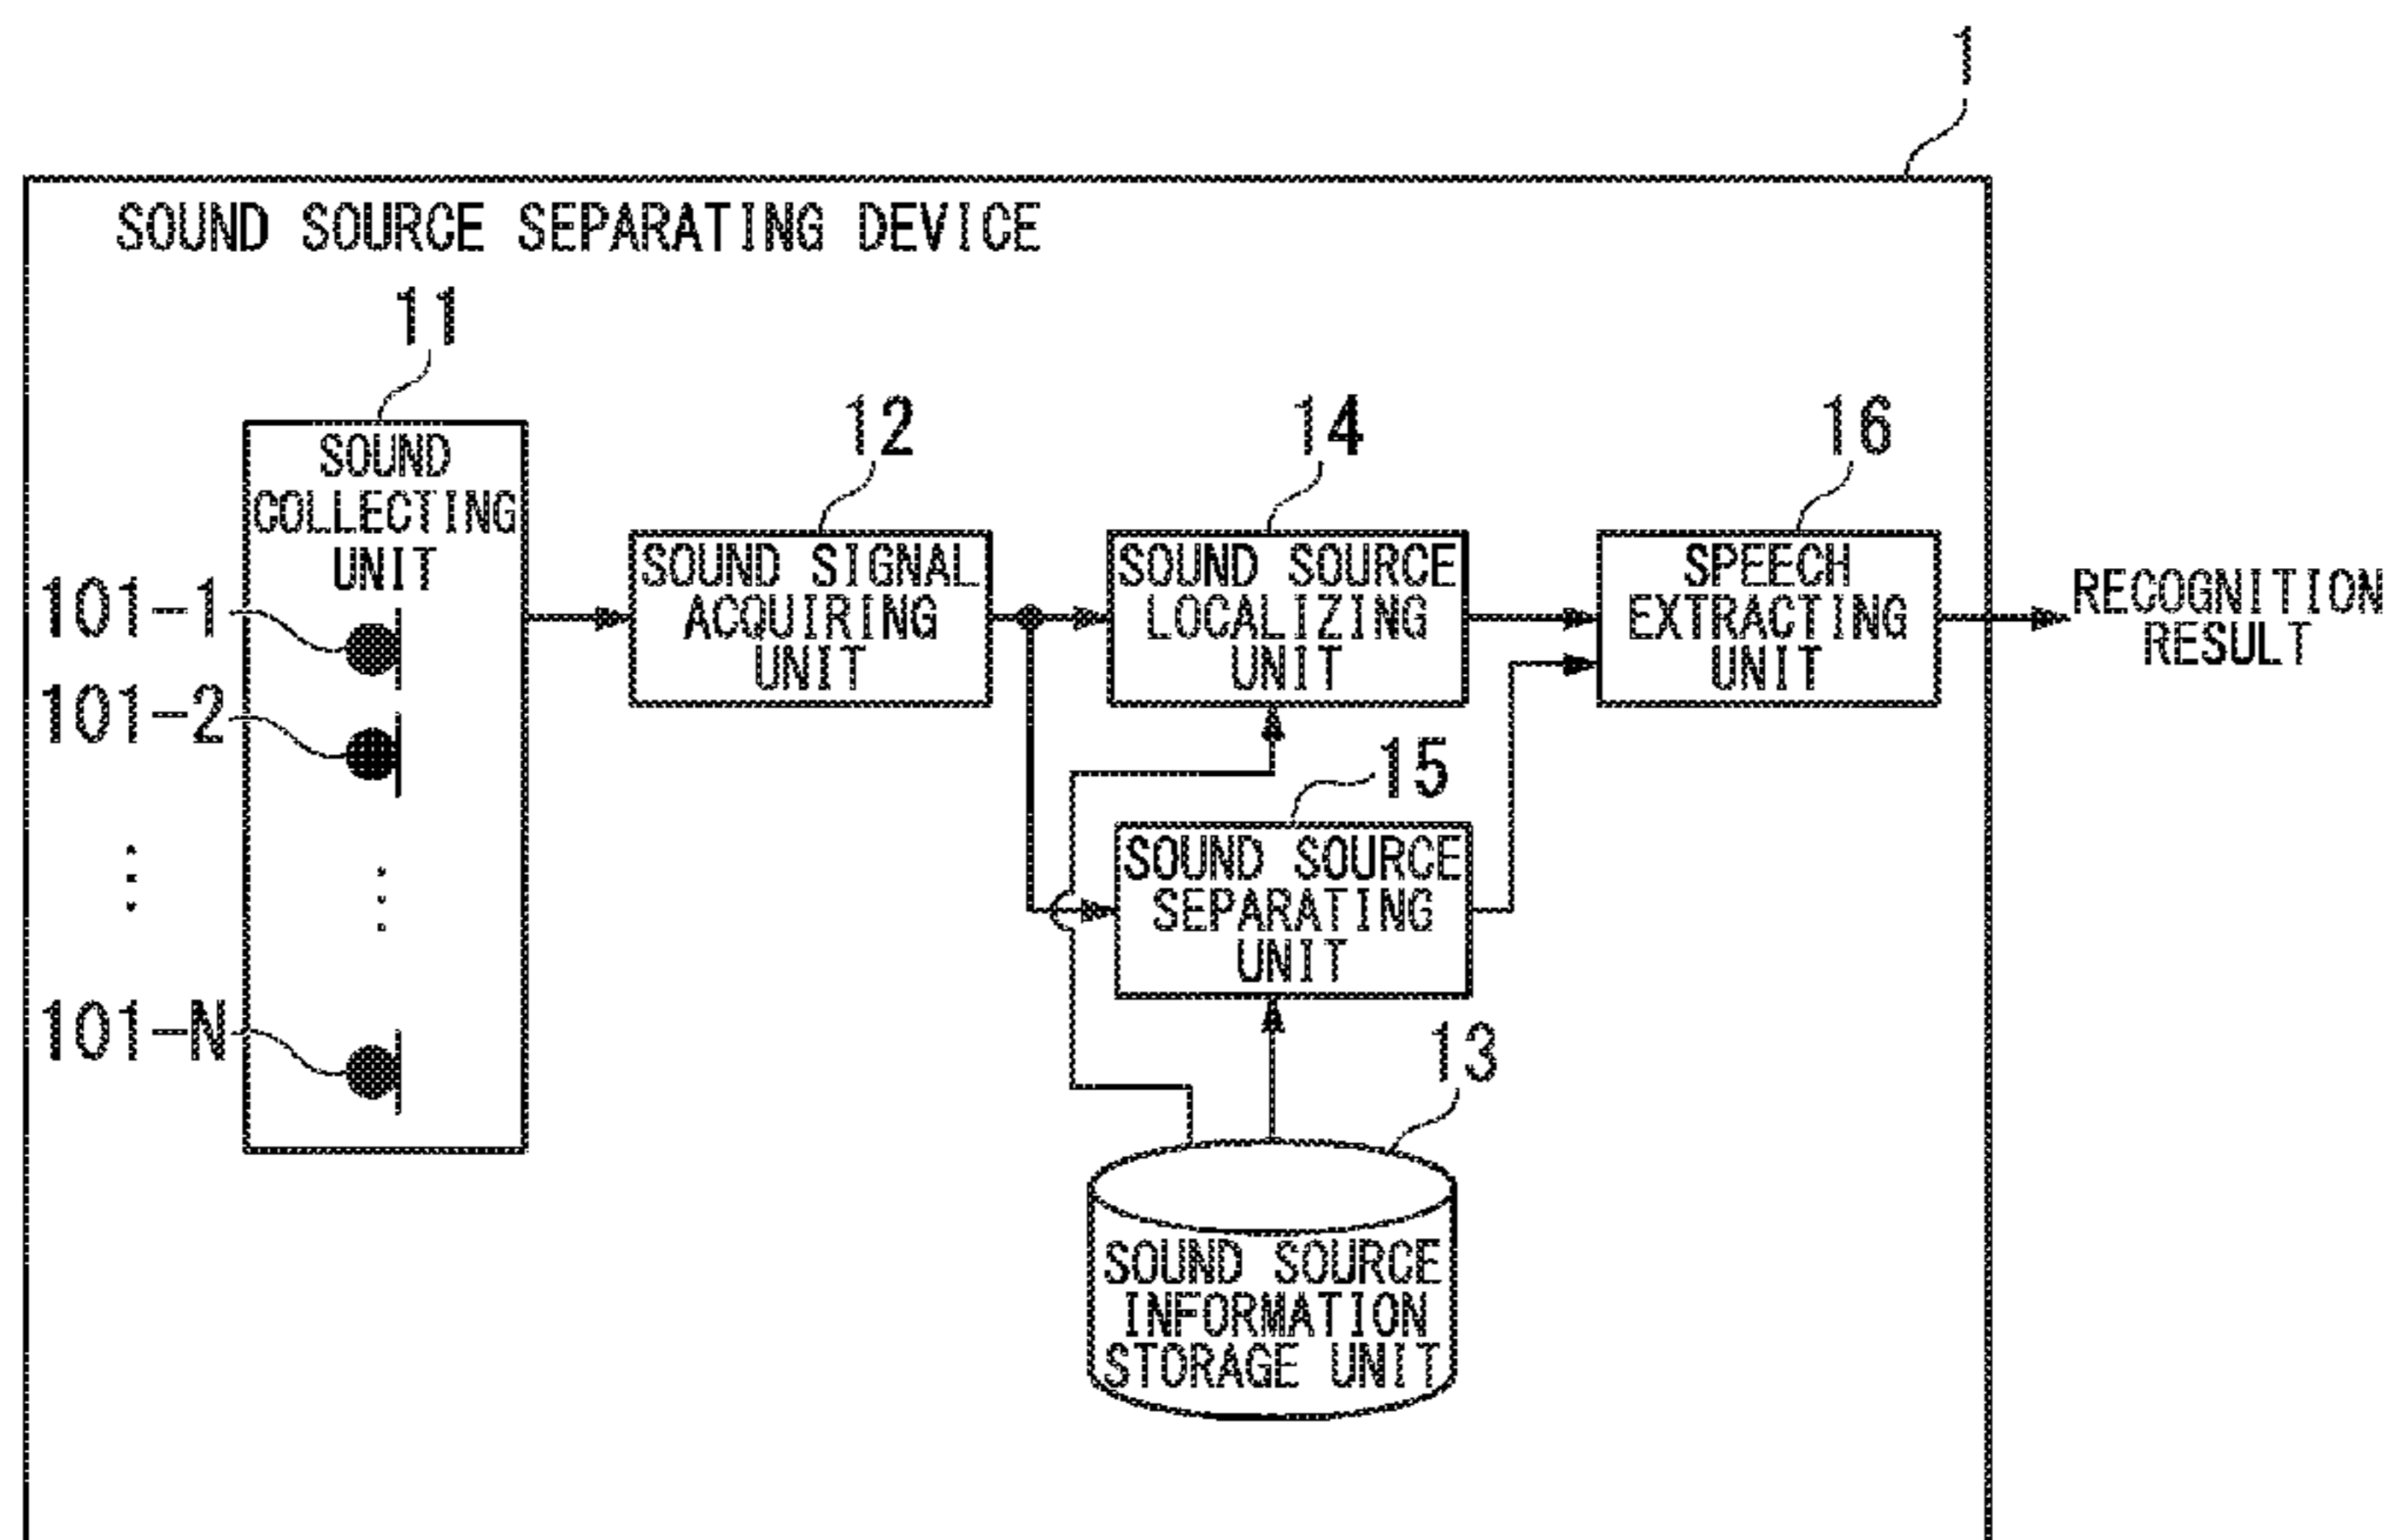 1
SOUND SOURCE SEPARATING DEVICE
11
SOUND
COLLECTING
UNIT
101-1
101-2
101-N
12
SOUND SIGNAL
ACQUIRING
UNIT
14
SOUND SOURCE
LOCALIZING
UNIT
16
SPEECH
EXTRACTING
UNIT
RECOGNITION
RESULT
15
SOUND SOURCE
SEPARATING
UNIT
13
SOUND SOURCE
INFORMATION
STORAGE UNIT